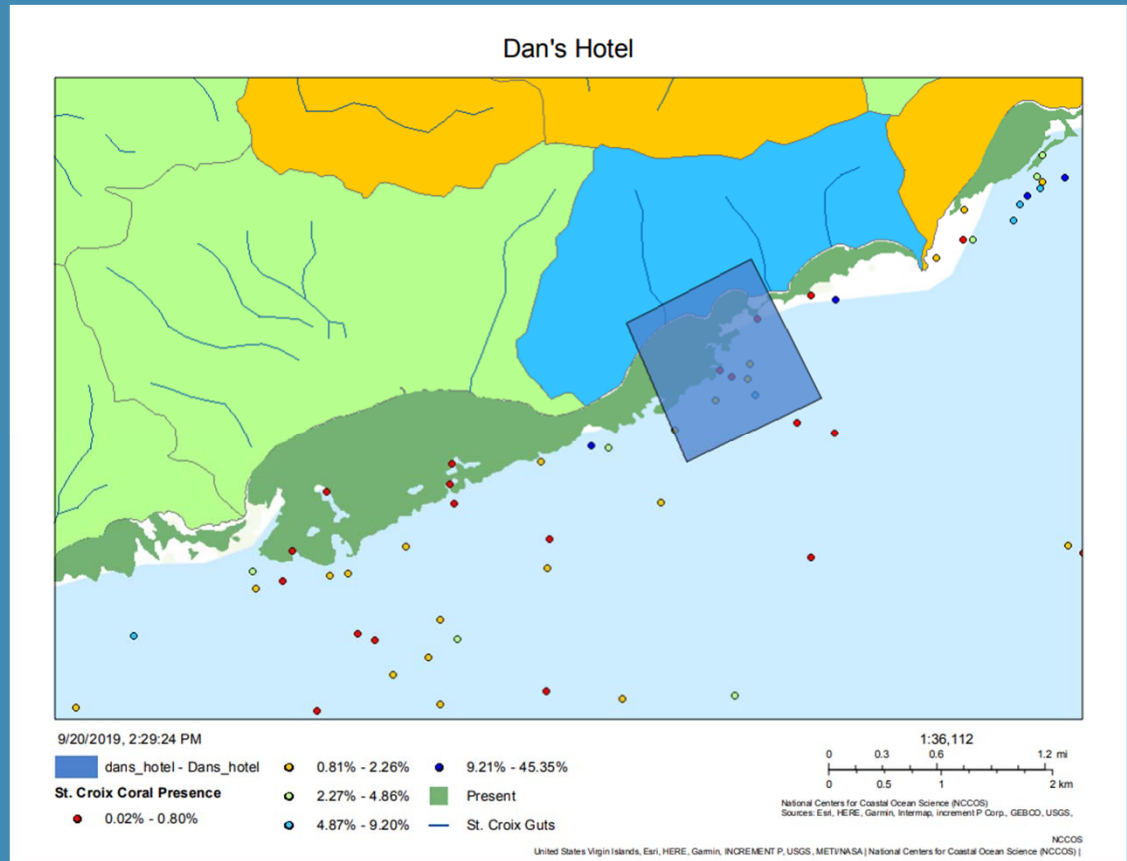 Dan's Hotel
9/20/2019, 2:29:24 PM
dans_hotel - Dans_hotel
St. Croix Coral Presence
0.02% - 0.80%
0.81% - 2.26%
2.27% - 4.86%
4.87% - 9.20%
9.21% - 45.35%
Present
St. Croix Guts
1:36,112
0 0.3 0.6 1.2 mi
0 0.5 1 2 km
National Centers for Coastal Ocean Science (NCCOS)
Sources: Esri, HERE, Garmin, Intermap, increment P Corp., GEBCO, USGS,
NCCOS
United States Virgin Islands, Esri, HERE, Garmin, INCREMENT P, USGS, METI/NASA | National Centers for Coastal Ocean Science (NCCOS) |